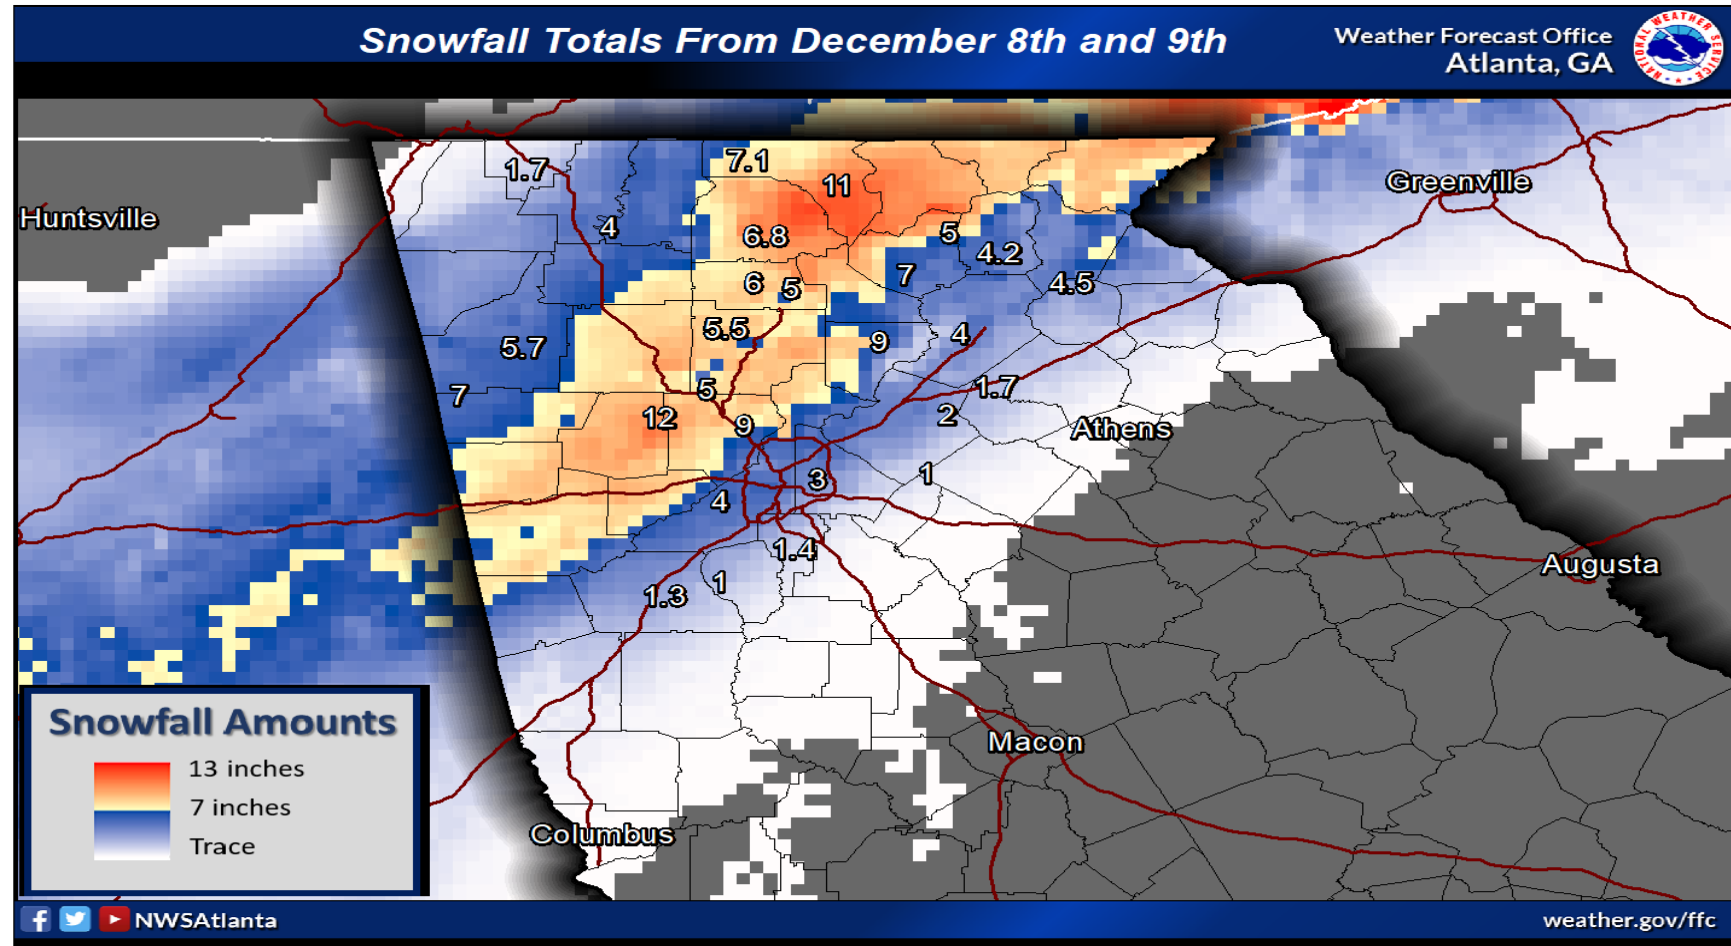 Snowfall Totals From December 8th and 9th
Weather Forecast Office
Atlanta, GA
NATIONAL WEATHER SERVICE
7.1
1.7
11
Greenville
Huntsville
4
6.8
5
4.2
6
5
7
4.5
5.5
5.7
9
4
7
5
1.7
12
9
2
Athens
3
1
4
1.4
Augusta
1.3
1
Macon
Columbus
Snowfall Amounts
13 inches
7 inches
Trace
NWSAtlanta
weather.gov/ffc